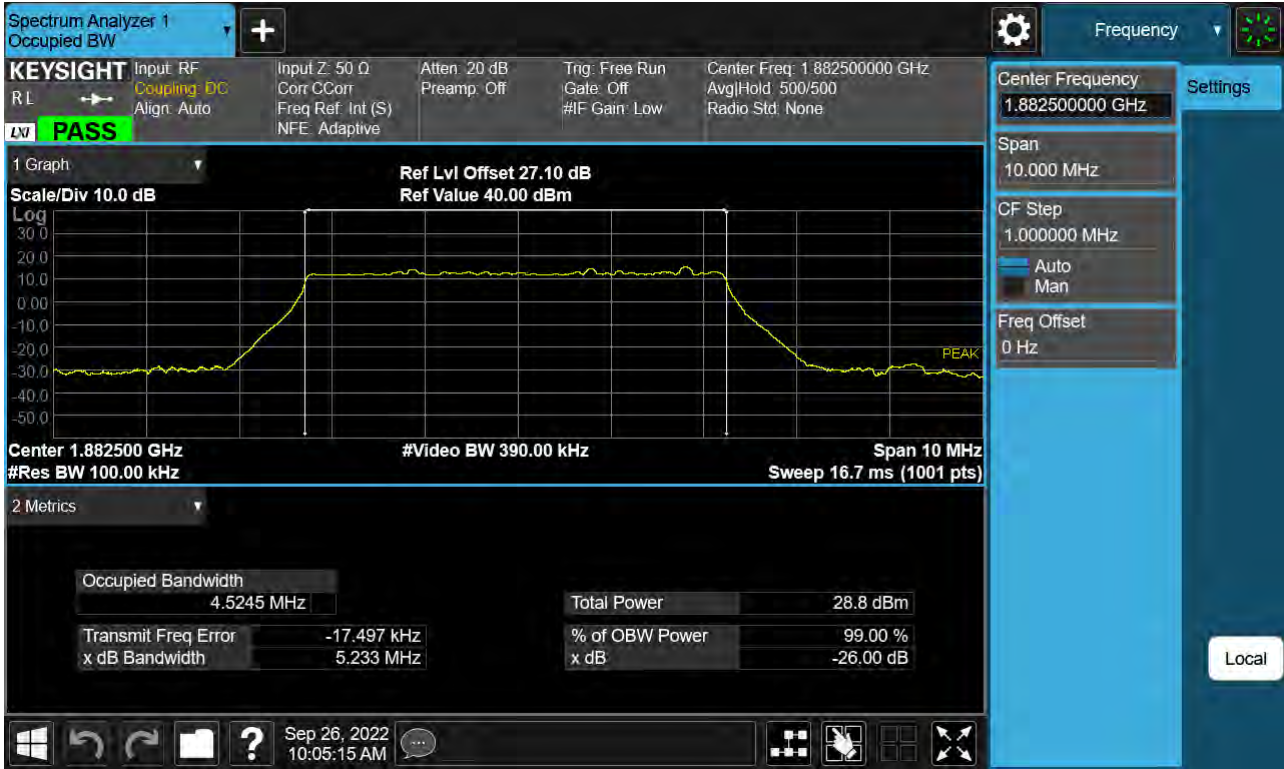 Spectrum Analyzer 1
Occupied BW
Frequency
KEYSIGHT
RL
LXI
PASS
Input: RF
Coupling: DC
Align: Auto
Input Z: 50 Ω
Corr CCorr
Freq Ref: Int (S)
NFE: Adaptive
Atten: 20 dB
Preamp: Off
Trig: Free Run
Gate: Off
#IF Gain: Low
Center Freq: 1.882500000 GHz
Avg|Hold: 500/500
Radio Std: None
1 Graph
Scale/Div 10.0 dB
Ref Lvl Offset 27.10 dB
Ref Value 40.00 dBm
Log
30.0
20.0
10.0
0.00
-10.0
-20.0
-30.0
-40.0
-50.0
PEAK
Center 1.882500 GHz
#Video BW 390.00 kHz
Span 10 MHz
#Res BW 100.00 kHz
Sweep 16.7 ms (1001 pts)
2 Metrics
Occupied Bandwidth
4.5245 MHz
Total Power 28.8 dBm
Transmit Freq Error -17.497 kHz
% of OBW Power 99.00 %
x dB Bandwidth 5.233 MHz
x dB -26.00 dB
Center Frequency
1.882500000 GHz
Settings
Span
10.000 MHz
CF Step
1.000000 MHz
Auto
Man
Freq Offset
0 Hz
Local
?
Sep 26, 2022
10:05:15 AM